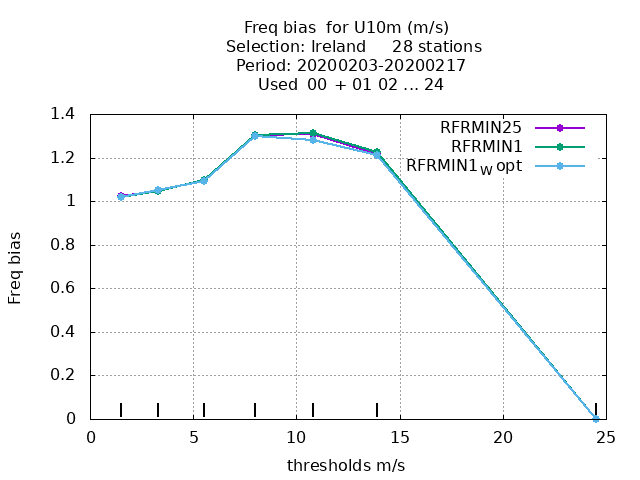 Freq bias  for U10m (m/s)
Selection: Ireland     28 stations
Period: 20200203-20200217
Used  00  + 01 02 ... 24
RFRMIN25
RFRMIN1
RFRMIN1W opt
1.4
1.2
1
0.8
0.6
0.4
0.2
0
Freq bias
0 5 10 15 20 25
thresholds m/s